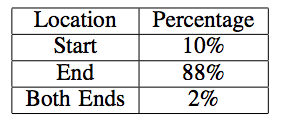 Location Percentage
Start 10%
End 88%
Both Ends 2%